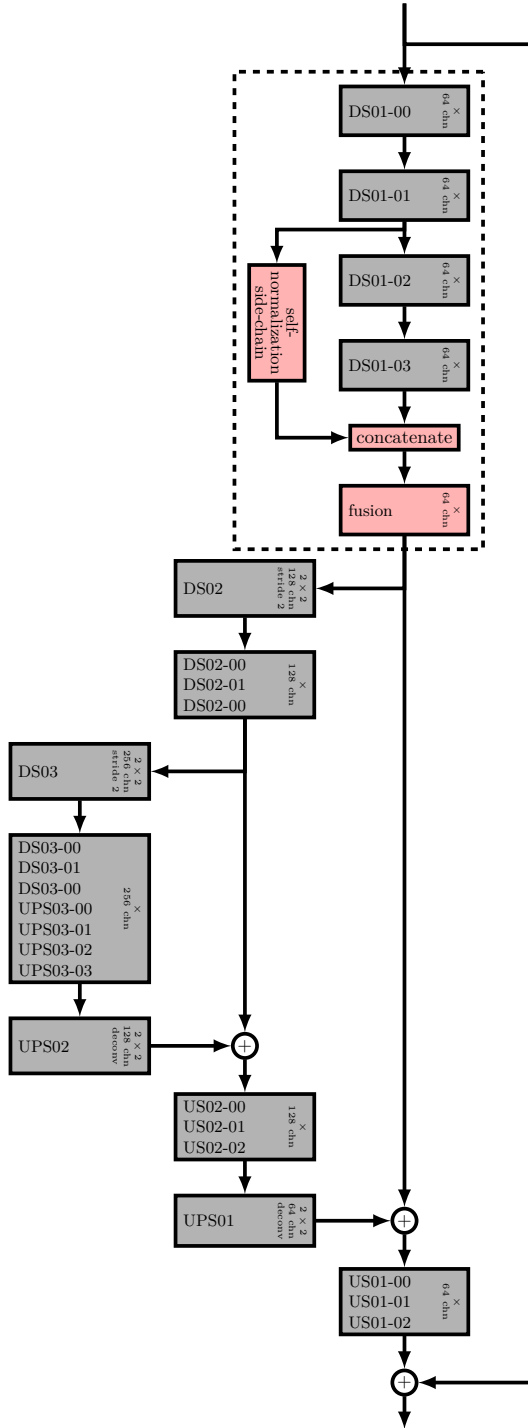 DS01-00
×
64 chn
DS01-01
×
64 chn
DS01-02
×
64 chn
self-
normalization
side-chain
DS01-03
×
64 chn
concatenate
fusion
×
64 chn
DS02
2 × 2
128 chn
stride 2
DS02-00
DS02-01
DS02-00
×
128 chn
DS03
2 × 2
256 chn
stride 2
DS03-00
DS03-01
DS03-00
UPS03-00
UPS03-01
UPS03-02
UPS03-03
×
256 chn
UPS02
2 × 2
128 chn
deconv
+
US02-00
US02-01
US02-02
×
128 chn
UPS01
2 × 2
64 chn
deconv
+
US01-00
US01-01
US01-02
×
64 chn
+